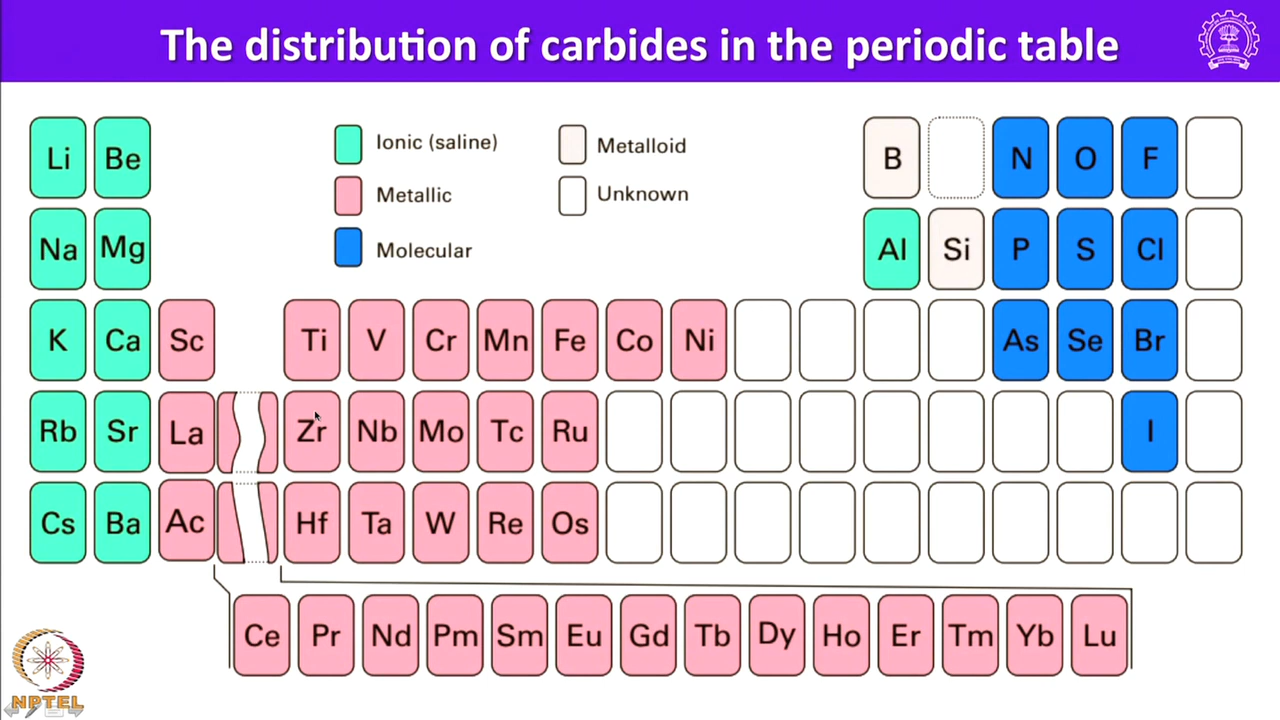 The distribution of carbides in the periodic table
Ionic (saline)
Metalloid
Metallic
Unknown
Molecular
Li Be B N O F
Na Mg Al Si P S Cl
K Ca Sc Ti V Cr Mn Fe Co Ni As Se Br
Rb Sr La Zr Nb Mo Tc Ru I
Cs Ba Ac Hf Ta W Re Os
Ce Pr Nd Pm Sm Eu Gd Tb Dy Ho Er Tm Yb Lu
NPTEL